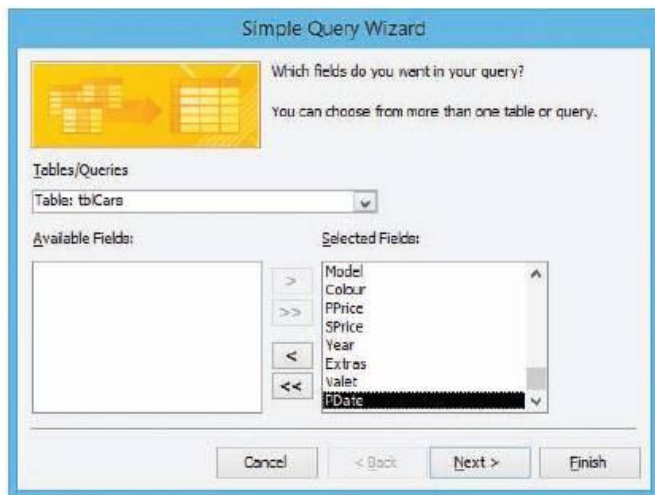 Simple Query Wizard
Which fields do you want in your query?
You can choose from more than one table or query.
Tables/Queries
Table: tblCars
Available Fields:
Selected Fields:
Model
Colour
PPrice
SPrice
Year
Extras
Valet
PDate
>
>>
<
<<
Cancel
< Back
Next >
Finish